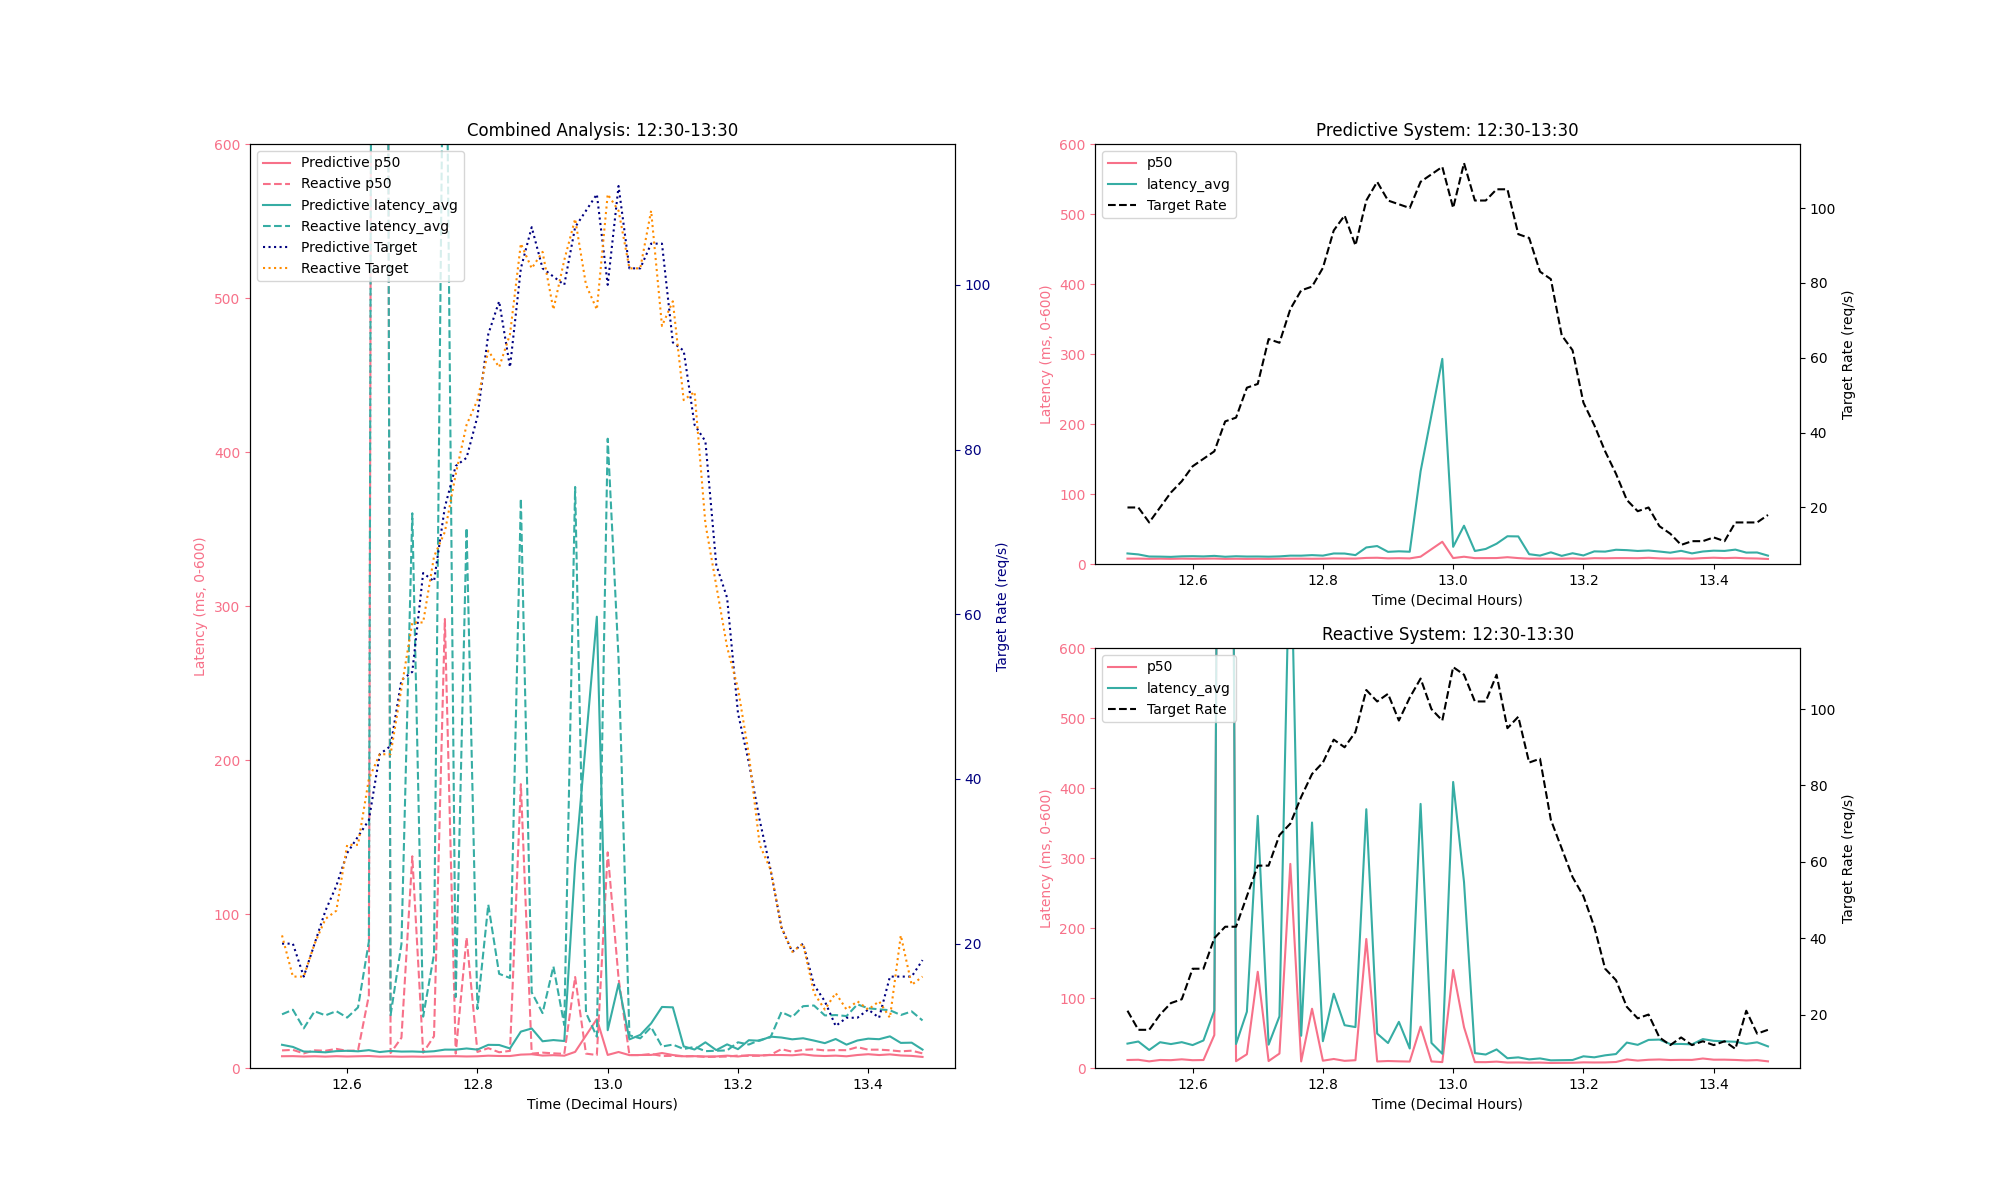 Combined Analysis: 12:30-13:30
Predictive p50
Reactive p50
Predictive latency_avg
Reactive latency_avg
Predictive Target
Reactive Target
Latency (ms, 0-600)
600
500
400
300
200
100
0
100
80
60
40
20
Target Rate (req/s)
12.6 12.8 13.0 13.2 13.4
Time (Decimal Hours)
Predictive System: 12:30-13:30
p50
latency_avg
Target Rate
Latency (ms, 0-600)
600
500
400
300
200
100
0
100
80
60
40
20
Target Rate (req/s)
12.6 12.8 13.0 13.2 13.4
Time (Decimal Hours)
Reactive System: 12:30-13:30
p50
latency_avg
Target Rate
Latency (ms, 0-600)
600
500
400
300
200
100
0
100
80
60
40
20
Target Rate (req/s)
12.6 12.8 13.0 13.2 13.4
Time (Decimal Hours)